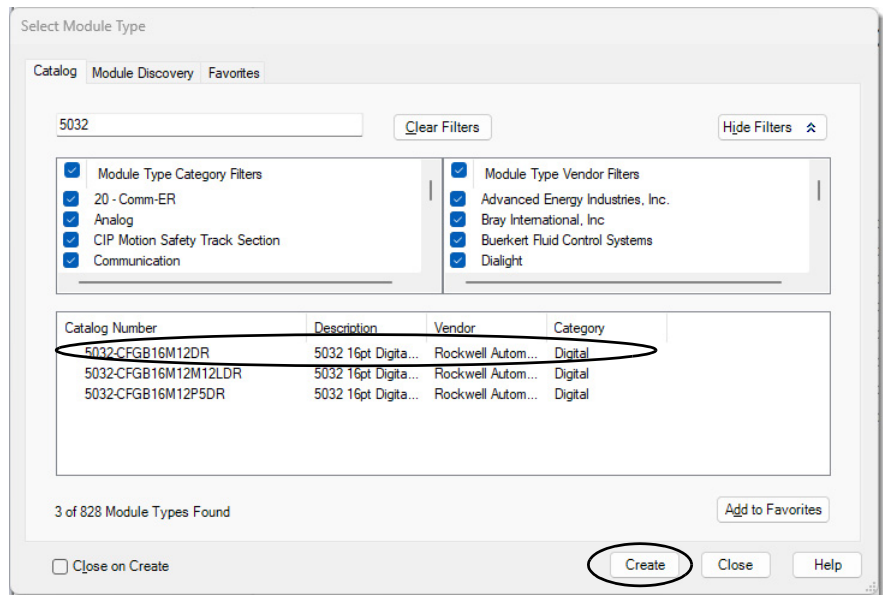 Select Module Type
Catalog Module Discovery Favorites
5032 Clear Filters Hide Filters
Module Type Category Filters
20 - Comm-ER
Analog
CIP Motion Safety Track Section
Communication
Module Type Vendor Filters
Advanced Energy Industries, Inc.
Bray International, Inc
Buerkert Fluid Control Systems
Dialight
Catalog Number Description Vendor Category
5032-CFGB16M12DR 5032 16pt Digita... Rockwell Autom... Digital
5032-CFGB16M12M12LDR 5032 16pt Digita... Rockwell Autom... Digital
5032-CFGB16M12P5DR 5032 16pt Digita... Rockwell Autom... Digital
3 of 828 Module Types Found Add to Favorites
Close on Create Create Close Help